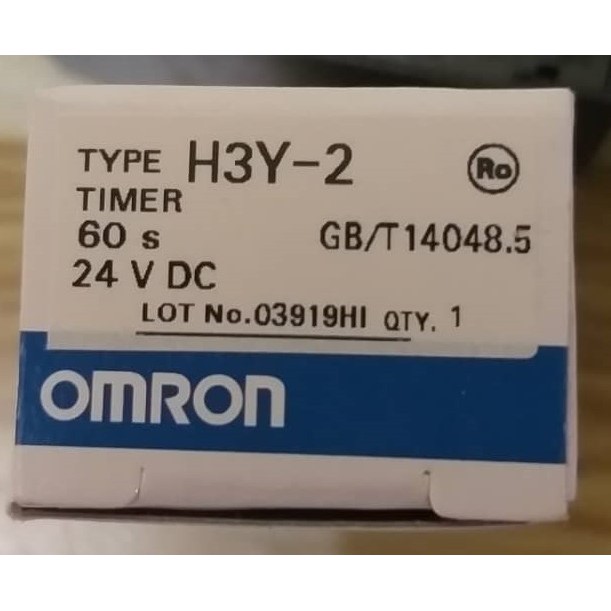 TYPE H3Y-2
Ro
TIMER
60 s GB/T14048.5
24 V DC
LOT No.03919HI QTY. 1
OMRON